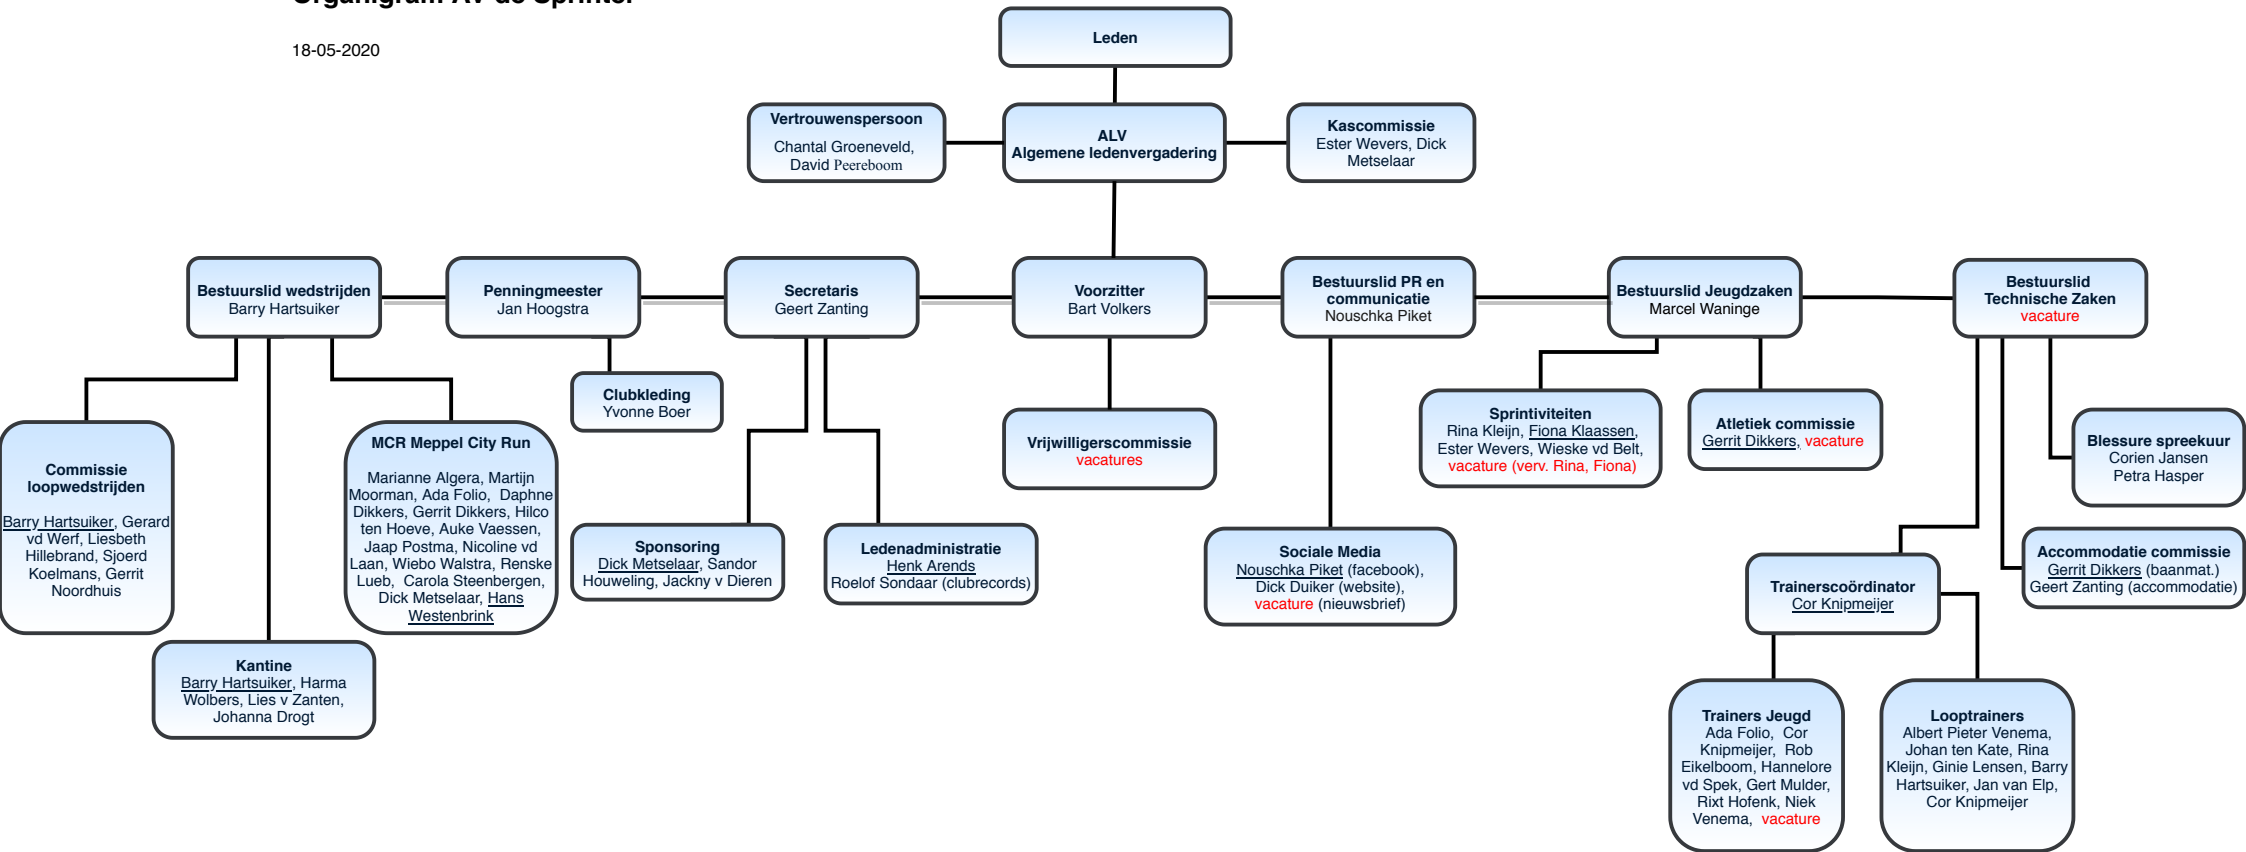 Organigram AV de Sprinter
18-05-2020
Leden
Vertrouwenspersoon
Chantal Groeneveld,
David Peereboom
ALV
Algemene ledenvergadering
Kascommissie
Ester Wevers, Dick
Metselaar
Bestuurslid wedstrijden
Barry Hartsuiker
Penningmeester
Jan Hoogstra
Secretaris
Geert Zanting
Voorzitter
Bart Volkers
Bestuurslid PR en
communicatie
Nouschka Piket
Bestuurslid Jeugdzaken
Marcel Waninge
Bestuurslid
Technische Zaken
vacature
Clubkleding
Yvonne Boer
Commissie
loopwedstrijden
Barry Hartsuiker, Gerard
vd Werf, Liesbeth
Hillebrand, Sjoerd
Koelmans, Gerrit
Noordhuis
MCR Meppel City Run
Marianne Algera, Martijn
Moorman, Ada Folio, Daphne
Dikkers, Gerrit Dikkers, Hilco
ten Hoeve, Auke Vaessen,
Jaap Postma, Nicoline vd
Laan, Wiebo Walstra, Renske
Lueb, Carola Steenbergen,
Dick Metselaar, Hans
Westenbrink
Vrijwilligerscommissie
vacatures
Sprintiviteiten
Rina Kleijn, Fiona Klaassen,
Ester Wevers, Wieske vd Belt,
vacature (verv. Rina, Fiona)
Atletiek commissie
Gerrit Dikkers, vacature
Blessure spreekuur
Corien Jansen
Petra Hasper
Sponsoring
Dick Metselaar, Sandor
Houweling, Jackny v Dieren
Ledenadministratie
Henk Arends
Roelof Sondaar (clubrecords)
Sociale Media
Nouschka Piket (facebook),
Dick Duiker (website),
vacature (nieuwsbrief)
Trainerscoördinator
Cor Knipmeijer
Accommodatie commissie
Gerrit Dikkers (baanmat.)
Geert Zanting (accommodatie)
Kantine
Barry Hartsuiker, Harma
Wolbers, Lies v Zanten,
Johanna Drogt
Trainers Jeugd
Ada Folio, Cor
Knipmeijer, Rob
Eikelboom, Hannelore
vd Spek, Gert Mulder,
Rixt Hofenk, Niek
Venema, vacature
Looptrainers
Albert Pieter Venema,
Johan ten Kate, Rina
Kleijn, Ginie Lensen, Barry
Hartsuiker, Jan van Elp,
Cor Knipmeijer